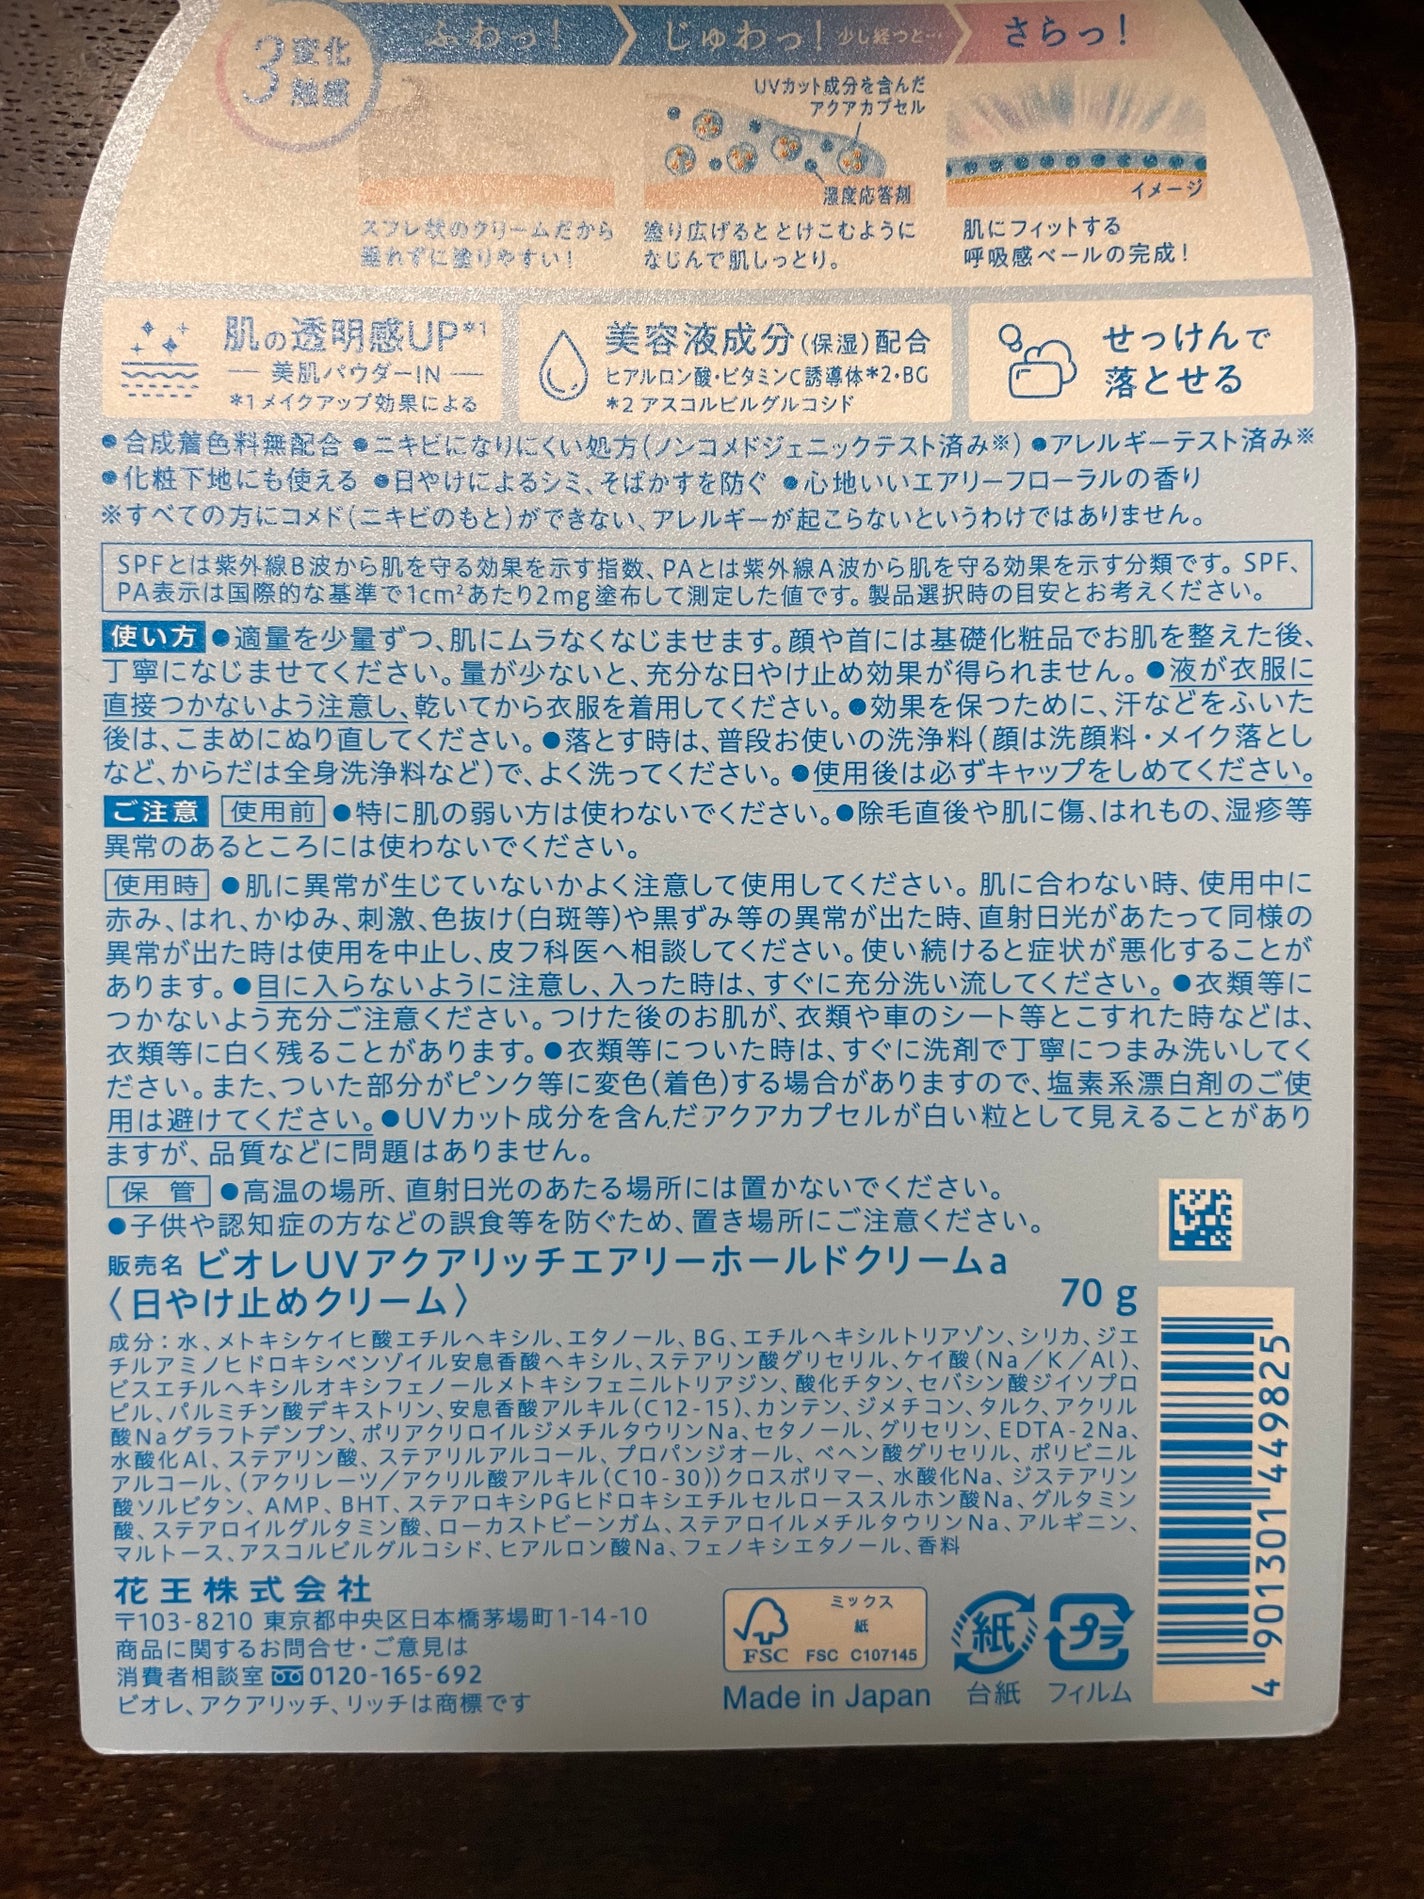 3変化
触感
ふわっ！
じゅわっ！少し経つと…
さらっ！
UVカット成分を含んだ
アクアカプセル
湿度応答剤
イメージ
スフレ状のクリームだから
垂れずに塗りやすい！
塗り広げるととけこむように
なじんで肌しっとり。
肌にフィットする
呼吸感ベールの完成！
肌の透明感UP*1
― 美肌パウダーIN ―
*1メイクアップ効果による
美容液成分(保湿)配合
ヒアルロン酸・ビタミンC誘導体*2・BG
*2 アスコルビルグルコシド
せっけんで
落とせる
●合成着色料無配合 ●ニキビになりにくい処方(ノンコメドジェニックテスト済み※) ●アレルギーテスト済み※
●化粧下地にも使える ●日やけによるシミ、そばかすを防ぐ ●心地いいエアリーフローラルの香り
※すべての方にコメド(ニキビのもと)ができない、アレルギーが起こらないというわけではありません。
SPFとは紫外線B波から肌を守る効果を示す指数、PAとは紫外線A波から肌を守る効果を示す分類です。SPF、
PA表示は国際的な基準で1cm²あたり2mg塗布して測定した値です。製品選択時の目安とお考えください。
使い方 ●適量を少量ずつ、肌にムラなくなじませます。顔や首には基礎化粧品でお肌を整えた後、
丁寧になじませてください。量が少ないと、充分な日やけ止め効果が得られません。●液が衣服に
直接つかないよう注意し、乾いてから衣服を着用してください。●効果を保つために、汗などをふいた
後は、こまめにぬり直してください。●落とす時は、普段お使いの洗浄料(顔は洗顔料・メイク落とし
など、からだは全身洗浄料など)で、よく洗ってください。●使用後は必ずキャップをしめてください。
ご注意 使用前 ●特に肌の弱い方は使わないでください。●除毛直後や肌に傷、はれもの、湿疹等
異常のあるところには使わないでください。
使用時 ●肌に異常が生じていないかよく注意して使用してください。肌に合わない時、使用中に
赤み、はれ、かゆみ、刺激、色抜け(白斑等)や黒ずみ等の異常が出た時、直射日光があたって同様の
異常が出た時は使用を中止し、皮フ科医へ相談してください。使い続けると症状が悪化することが
あります。●目に入らないように注意し、入った時は、すぐに充分洗い流してください。●衣類等に
つかないよう充分ご注意ください。つけた後のお肌が、衣類や車のシート等とこすれた時などは、
衣類等に白く残ることがあります。●衣類等についた時は、すぐに洗剤で丁寧につまみ洗いしてく
ださい。また、ついた部分がピンク等に変色(着色)する場合がありますので、塩素系漂白剤のご使
用は避けてください。●UVカット成分を含んだアクアカプセルが白い粒として見えることがあり
ますが、品質などに問題はありません。
保 管 ●高温の場所、直射日光のあたる場所には置かないでください。
●子供や認知症の方などの誤食等を防ぐため、置き場所にご注意ください。
販売名 ビオレUVアクアリッチエアリーホールドクリームa
〈日やけ止めクリーム〉
70 g
成分：水、メトキシケイヒ酸エチルヘキシル、エタノール、BG、エチルヘキシルトリアゾン、シリカ、ジエ
チルアミノヒドロキシベンゾイル安息香酸ヘキシル、ステアリン酸グリセリル、ケイ酸(Na／K／Al)、
ビスエチルヘキシルオキシフェノールメトキシフェニルトリアジン、酸化チタン、セバシン酸ジイソプロ
ピル、パルミチン酸デキストリン、安息香酸アルキル(C12-15)、カンテン、ジメチコン、タルク、アクリル
酸Naグラフトデンプン、ポリアクリロイルジメチルタウリンNa、セタノール、グリセリン、EDTA-2Na、
水酸化Al、ステアリン酸、ステアリルアルコール、プロパンジオール、ベヘン酸グリセリル、ポリビニル
アルコール、(アクリレーツ／アクリル酸アルキル(C10-30))クロスポリマー、水酸化Na、ジステアリン
酸ソルビタン、AMP、BHT、ステアロキシPGヒドロキシエチルセルローススルホン酸Na、グルタミン
酸、ステアロイルグルタミン酸、ローカストビーンガム、ステアロイルメチルタウリンNa、アルギニン、
マルトース、アスコルビルグルコシド、ヒアルロン酸Na、フェノキシエタノール、香料
花王株式会社
〒103-8210 東京都中央区日本橋茅場町1-14-10
商品に関するお問合せ・ご意見は
消費者相談室 0120-165-692
ビオレ、アクアリッチ、リッチは商標です
FSC
ミックス
紙
FSC C107145
Made in Japan
紙
台紙
プラ
フィルム
4 901301 449825